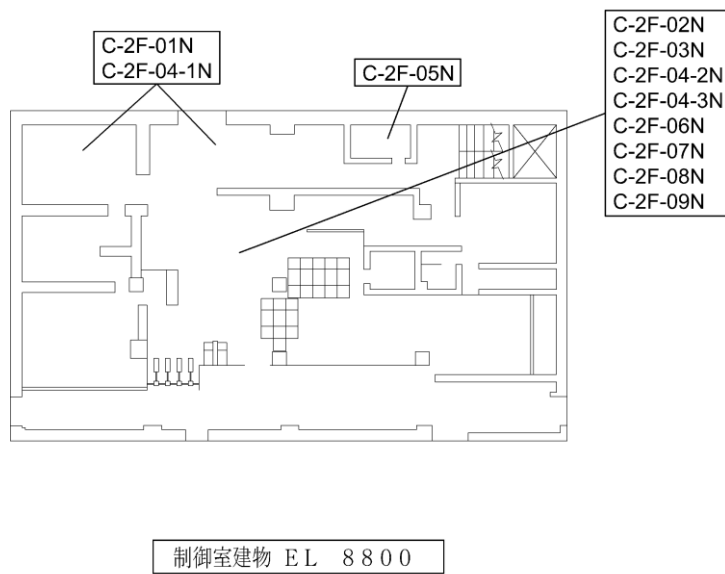 C-2F-01N
C-2F-04-1N
C-2F-05N
C-2F-02N
C-2F-03N
C-2F-04-2N
C-2F-04-3N
C-2F-06N
C-2F-07N
C-2F-08N
C-2F-09N
制御室建物 ＥＬ ８８００